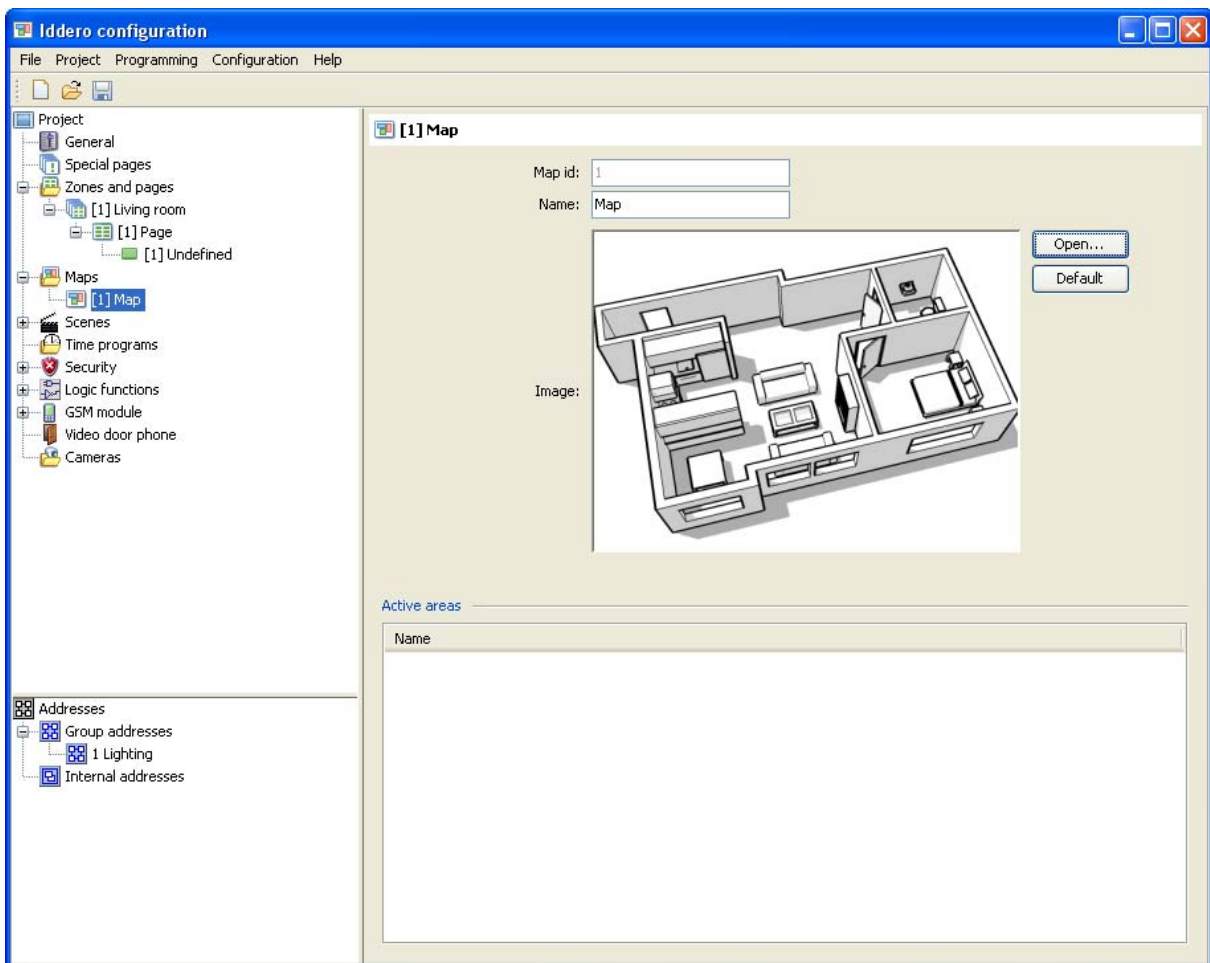 Iddero configuration
File Project Programming Configuration Help
Project
General
Special pages
Zones and pages
[1] Living room
[1] Page
[1] Undefined
Maps
[1] Map
Scenes
Time programs
Security
Logic functions
GSM module
Video door phone
Cameras
Addresses
Group addresses
1 Lighting
Internal addresses
[1] Map
Map id: 1
Name: Map
Image:
Open...
Default
Active areas
Name